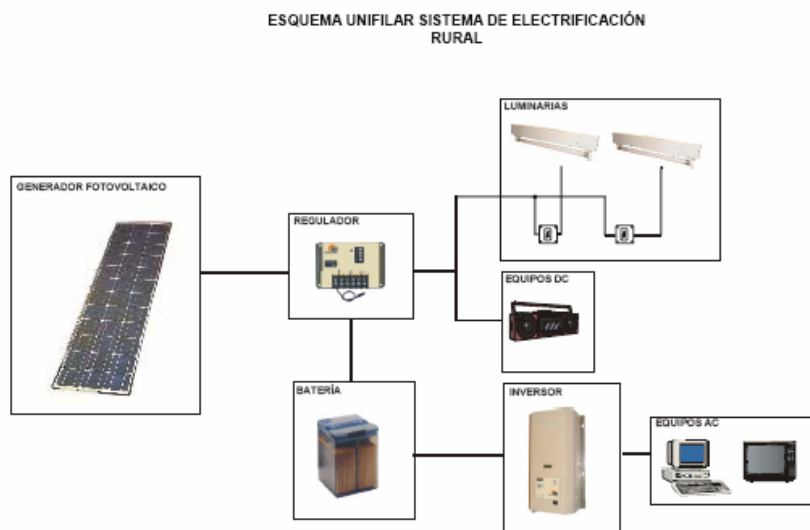 ESQUEMA UNIFILAR SISTEMA DE ELECTRIFICACIÓN
RURAL
LUMINARIAS
GENERADOR FOTOVOLTAICO
REGULADOR
EQUIPOS DC
BATERÍA
INVERSOR
EQUIPOS AC